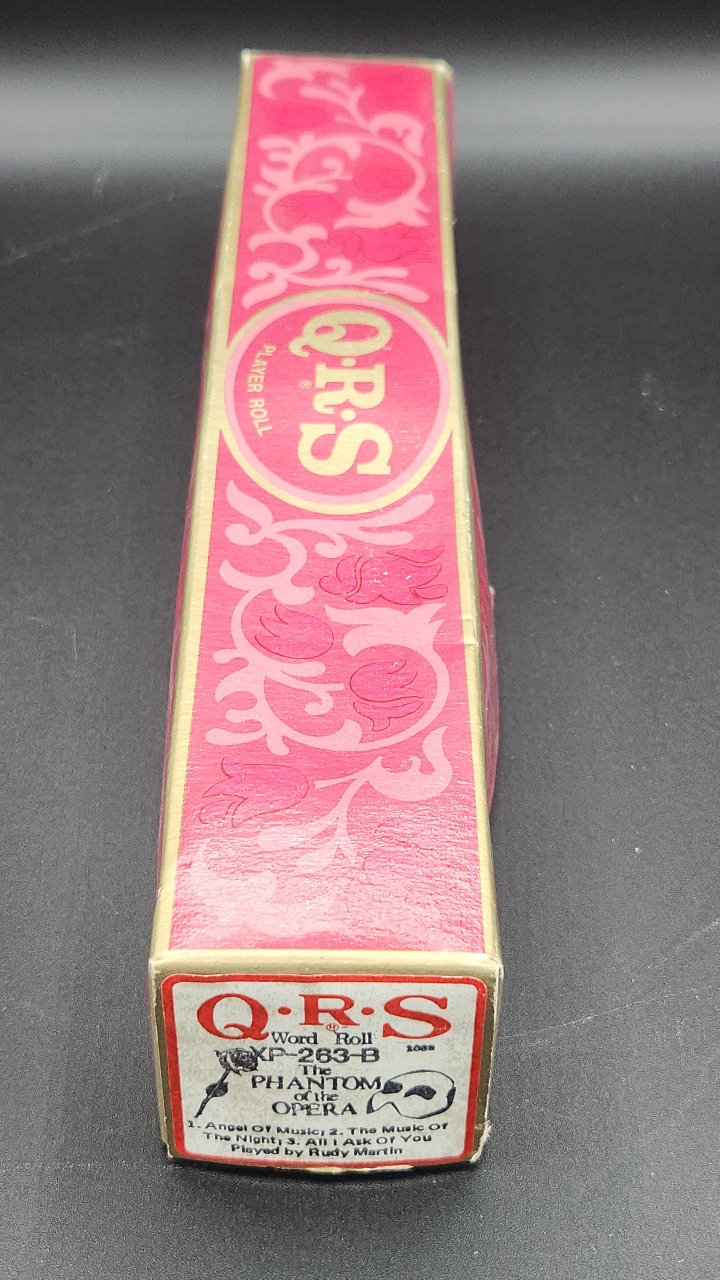 Q·R·S
®
PLAYER ROLL
Q·R·S
®
Word Roll
XP-263-B
The
PHANTOM
of the
OPERA
1. Angel Of Music; 2. The Music Of
The Night; 3. All I Ask Of You
Played by Rudy Martin